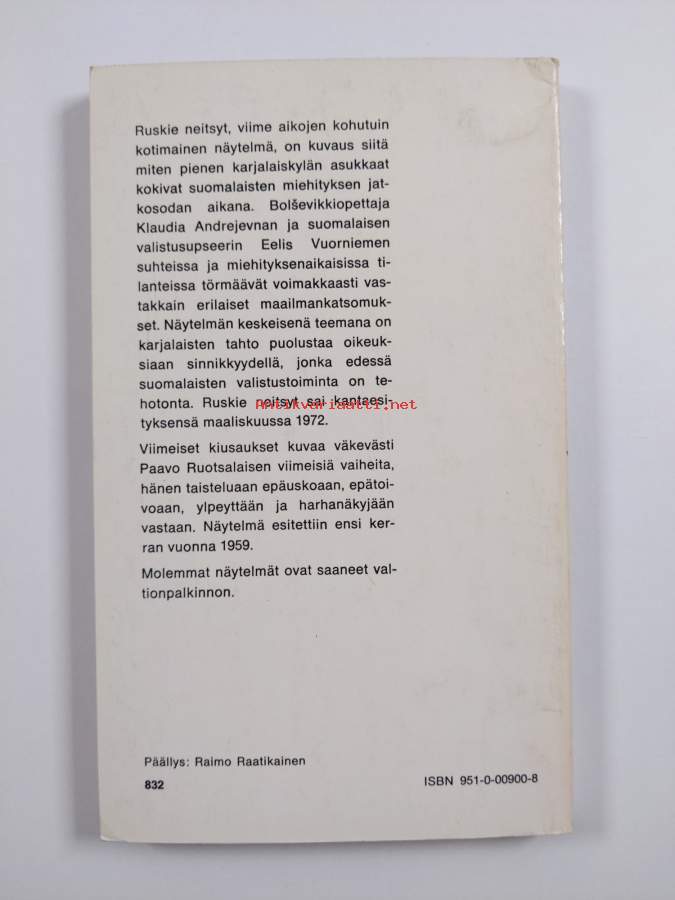 Ruskie neitsyt, viime aikojen kohutuin
kotimainen näytelmä, on kuvaus siitä
miten pienen karjalaiskylän asukkaat
kokivat suomalaisten miehityksen jat-
kosodan aikana. Bolševikkiopettaja
Klaudia Andrejevnan ja suomalaisen
valistusupseerin Eelis Vuorniemen
suhteissa ja miehityksenaikaisissa ti-
lanteissa törmäävät voimakkaasti vas-
takkain erilaiset maailmankatsomuk-
set. Näytelmän keskeisenä teemana on
karjalaisten tahto puolustaa oikeuk-
siaan sinnikkyydellä, jonka edessä
suomalaisten valistustoiminta on te-
hotonta. Ruskie neitsyt sai kantaesi-
tyksensä maaliskuussa 1972.
Antikvariaatti.net
Viimeiset kiusaukset kuvaa väkevästi
Paavo Ruotsalaisen viimeisiä vaiheita,
hänen taisteluaan epäuskoaan, epätoi-
voaan, ylpeyttään ja harhanäkyjään
vastaan. Näytelmä esitettiin ensi ker-
ran vuonna 1959.
Molemmat näytelmät ovat saaneet val-
tionpalkinnon.
Päällys: Raimo Raatikainen
832
ISBN 951-0-00900-8